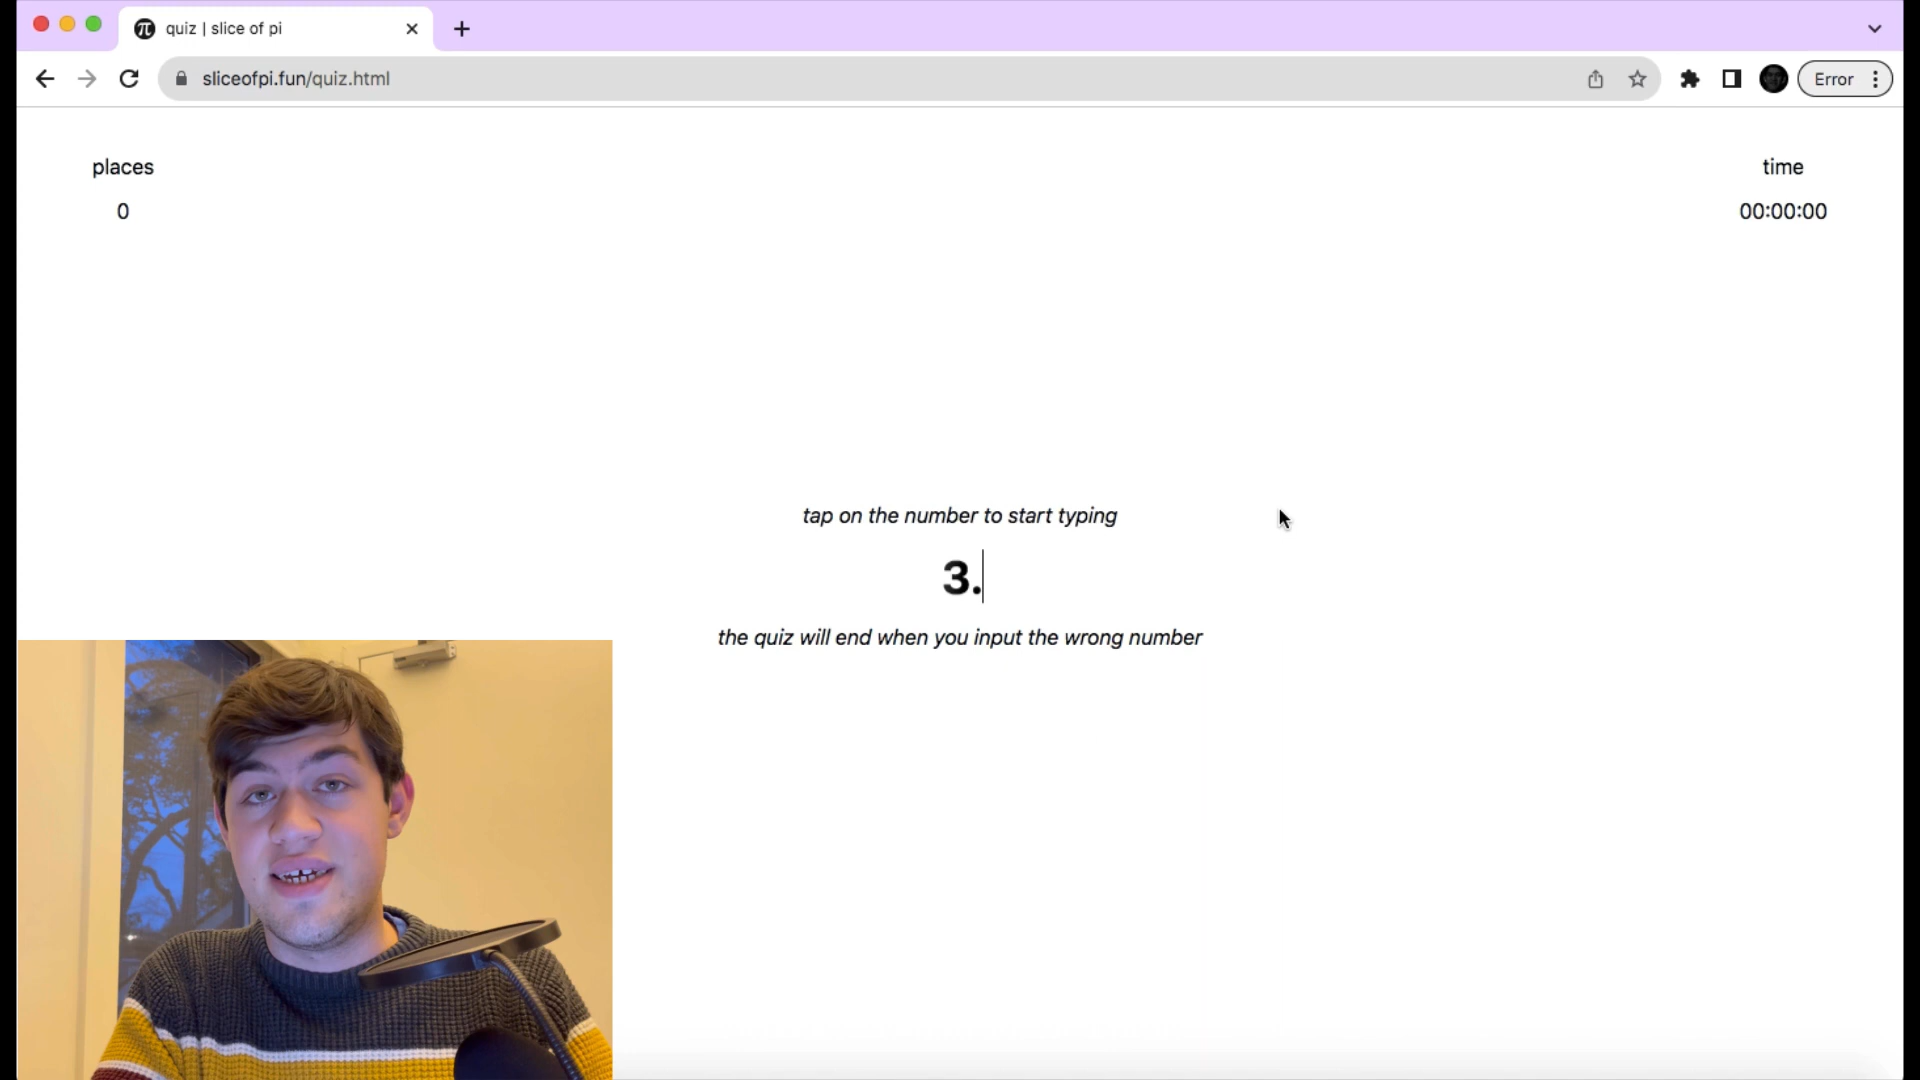 quiz | slice of pi
sliceofpi.fun/quiz.html
Error
places
time
0
00:00:00
tap on the number to start typing
3.
the quiz will end when you input the wrong number